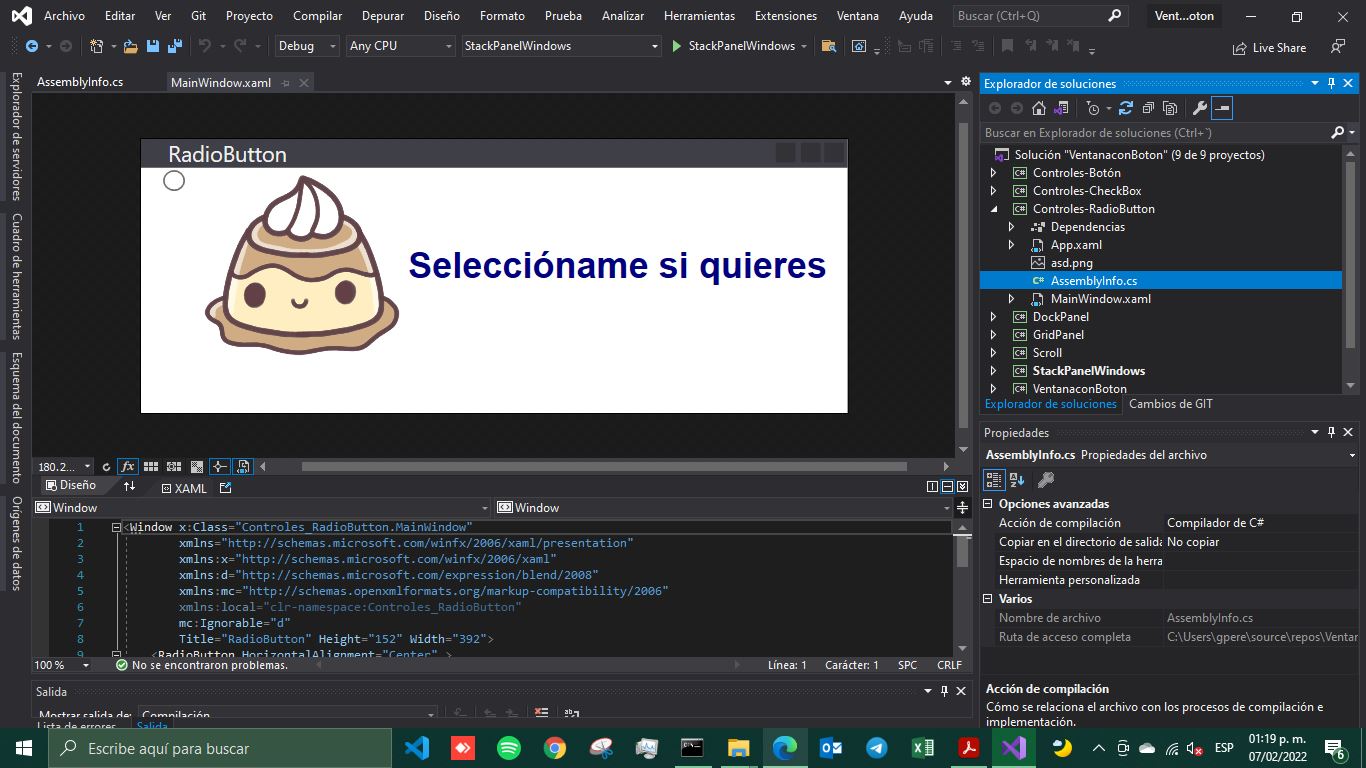 Archivo Editar Ver Git Proyecto Compilar Depurar Diseño Formato Prueba Analizar Herramientas Extensiones Ventana Ayuda Buscar (Ctrl+Q) Vent...oton
Debug Any CPU StackPanelWindows StackPanelWindows Live Share
AssemblyInfo.cs MainWindow.xaml
Explorador de servidores
Cuadro de herramientas
Esquema del documento
Orígenes de datos
RadioButton
Seleccióname si quieres
180.2...
Diseño XAML
Window Window
1 <Window x:Class="Controles_RadioButton.MainWindow"
2 xmlns="http://schemas.microsoft.com/winfx/2006/xaml/presentation"
3 xmlns:x="http://schemas.microsoft.com/winfx/2006/xaml"
4 xmlns:d="http://schemas.microsoft.com/expression/blend/2008"
5 xmlns:mc="http://schemas.openxmlformats.org/markup-compatibility/2006"
6 xmlns:local="clr-namespace:Controles_RadioButton"
7 mc:Ignorable="d"
8 Title="RadioButton" Height="152" Width="392">
9 <RadioButton HorizontalAlignment="Center" >
100 % No se encontraron problemas. Línea: 1 Carácter: 1 SPC CRLF
Salida
Mostrar salida de: Compilación
Lista de errores Salida
Explorador de soluciones
Buscar en Explorador de soluciones (Ctrl+`)
Solución "VentanaconBoton" (9 de 9 proyectos)
C# Controles-Botón
C# Controles-CheckBox
C# Controles-RadioButton
Dependencias
App.xaml
asd.png
C# AssemblyInfo.cs
MainWindow.xaml
C# DockPanel
C# GridPanel
C# Scroll
C# StackPanelWindows
C# VentanaconBoton
Explorador de soluciones Cambios de GIT
Propiedades
AssemblyInfo.cs Propiedades del archivo
Opciones avanzadas
Acción de compilación Compilador de C#
Copiar en el directorio de salida No copiar
Espacio de nombres de la herra
Herramienta personalizada
Varios
Nombre de archivo AssemblyInfo.cs
Ruta de acceso completa C:\Users\gpere\source\repos\Ventar
Acción de compilación
Cómo se relaciona el archivo con los procesos de compilación e
implementación.
Escribe aquí para buscar ESP 01:19 p. m.
07/02/2022
6